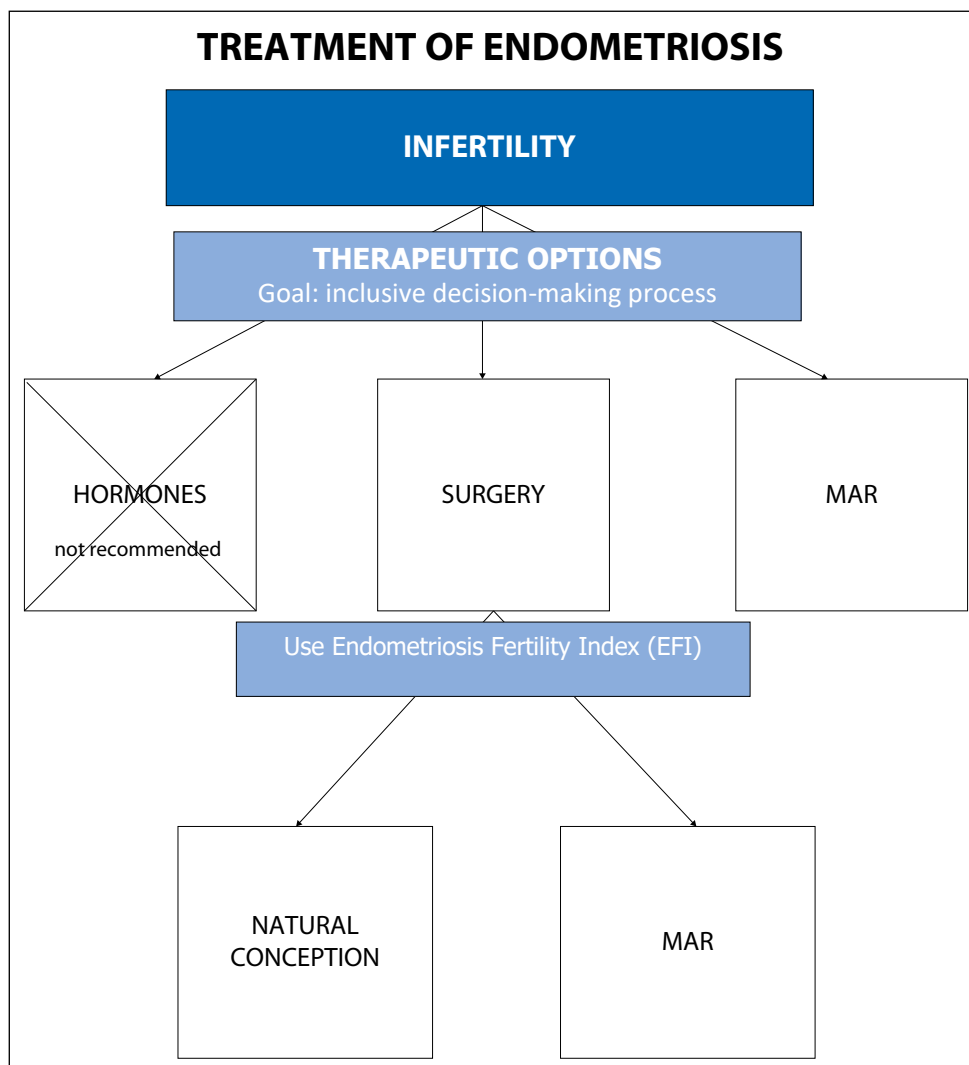 TREATMENT OF ENDOMETRIOSIS
INFERTILITY
THERAPEUTIC OPTIONS
Goal: inclusive decision-making process
HORMONES
not recommended
SURGERY
MAR
Use Endometriosis Fertility Index (EFI)
NATURAL
CONCEPTION
MAR